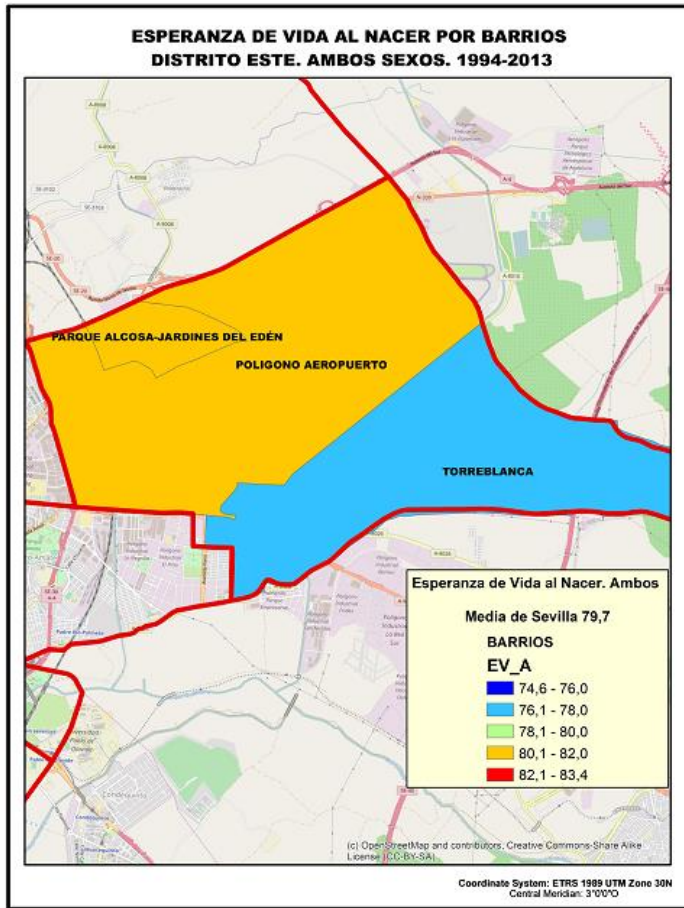 ESPERANZA DE VIDA AL NACER POR BARRIOS
DISTRITO ESTE. AMBOS SEXOS. 1994-2013
PARQUE ALCOSA-JARDINES DEL EDÉN
POLIGONO AEROPUERTO
TORREBLANCA
Esperanza de Vida al Nacer. Ambos
Media de Sevilla 79,7
BARRIOS
EV_A
74,6 - 76,0
76,1 - 78,0
78,1 - 80,0
80,1 - 82,0
82,1 - 83,4
(c) OpenStreetMap and contributors, Creative Commons-Share Alike
License (CC-BY-SA)
Coordinate System: ETRS 1989 UTM Zone 30N
Central Meridian: 3°0'0"O